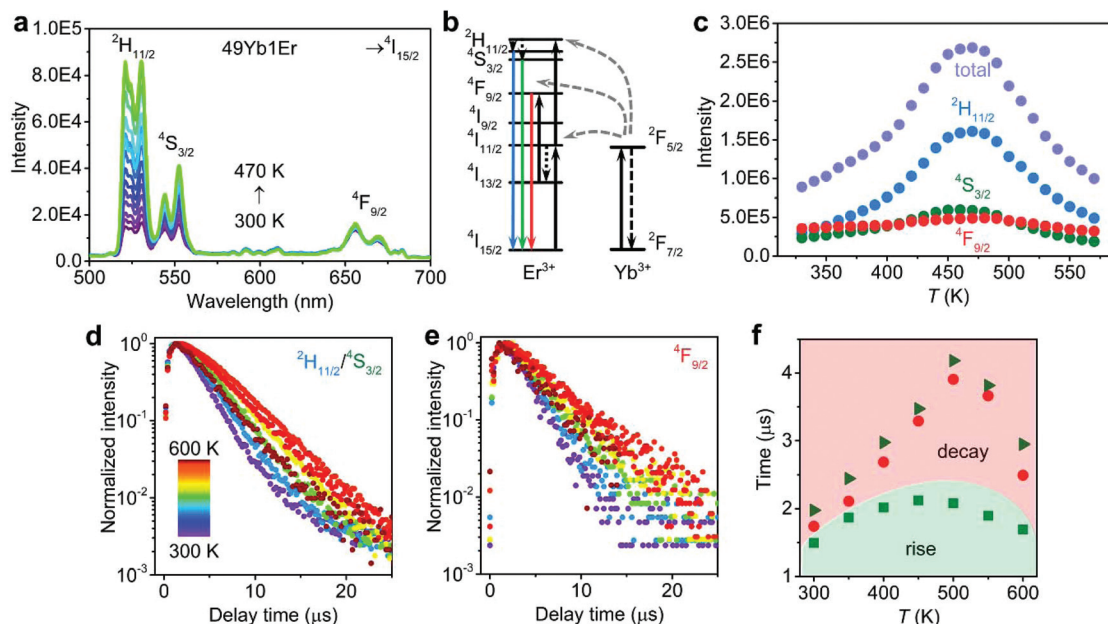 a
1.0E5
8.0E4
6.0E4
4.0E4
2.0E4
0.0
Intensity
²H₁₁/₂
49Yb1Er
→⁴I₁₅/₂
⁴S₃/₂
470 K
↑
300 K
⁴F₉/₂
500 550 600 650 700
Wavelength (nm)
b
²H₁₁/₂
⁴S₃/₂
⁴F₉/₂
⁴I₉/₂
⁴I₁₁/₂
⁴I₁₃/₂
⁴I₁₅/₂
²F₅/₂
²F₇/₂
Er³⁺ Yb³⁺
c
3.0E6
2.5E6
2.0E6
1.5E6
1.0E6
5.0E5
0.0
Intensity
total
²H₁₁/₂
⁴S₃/₂
⁴F₉/₂
350 400 450 500 550
T (K)
d
10⁰
10⁻¹
10⁻²
10⁻³
Normalized intensity
²H₁₁/₂/⁴S₃/₂
600 K
300 K
0 10 20
Delay time (μs)
e
10⁰
10⁻¹
10⁻²
10⁻³
Normalized intensity
⁴F₉/₂
0 10 20
Delay time (μs)
f
4
3
2
1
Time (μs)
decay
rise
300 400 500 600
T (K)